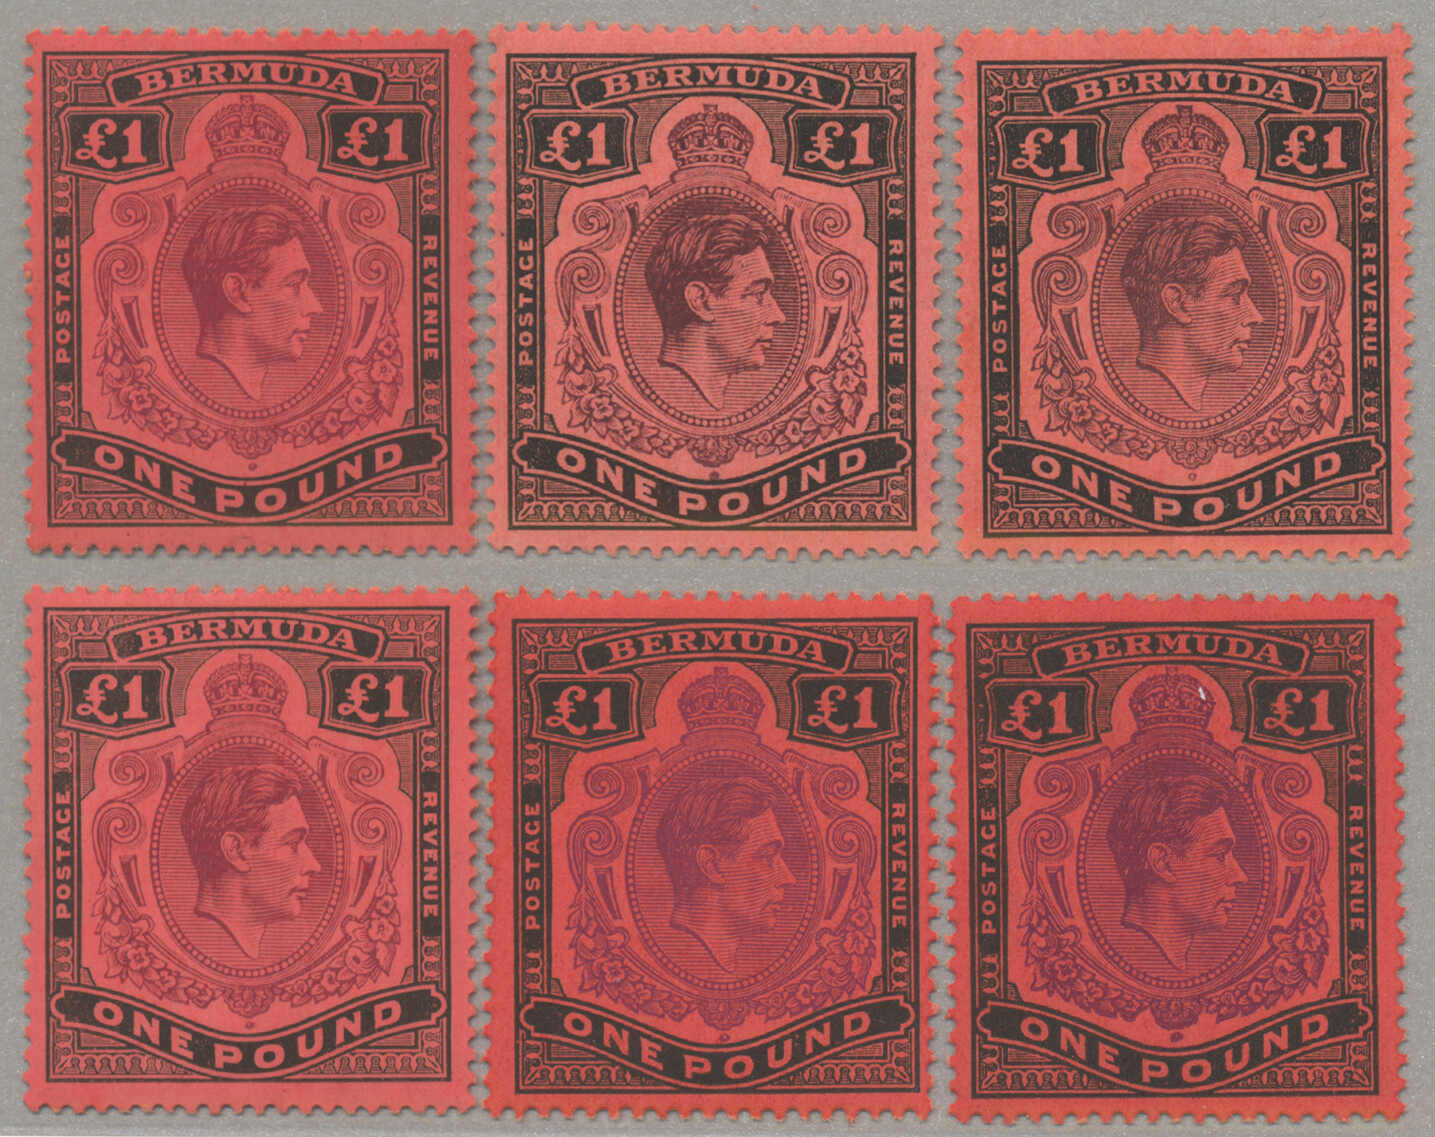 BERMUDA
£1 £1
POSTAGE
REVENUE
ONE POUND
BERMUDA
£1 £1
POSTAGE
REVENUE
ONE POUND
BERMUDA
£1 £1
POSTAGE
REVENUE
ONE POUND
BERMUDA
£1 £1
POSTAGE
REVENUE
ONE POUND
BERMUDA
£1 £1
POSTAGE
REVENUE
ONE POUND
BERMUDA
£1 £1
POSTAGE
REVENUE
ONE POUND